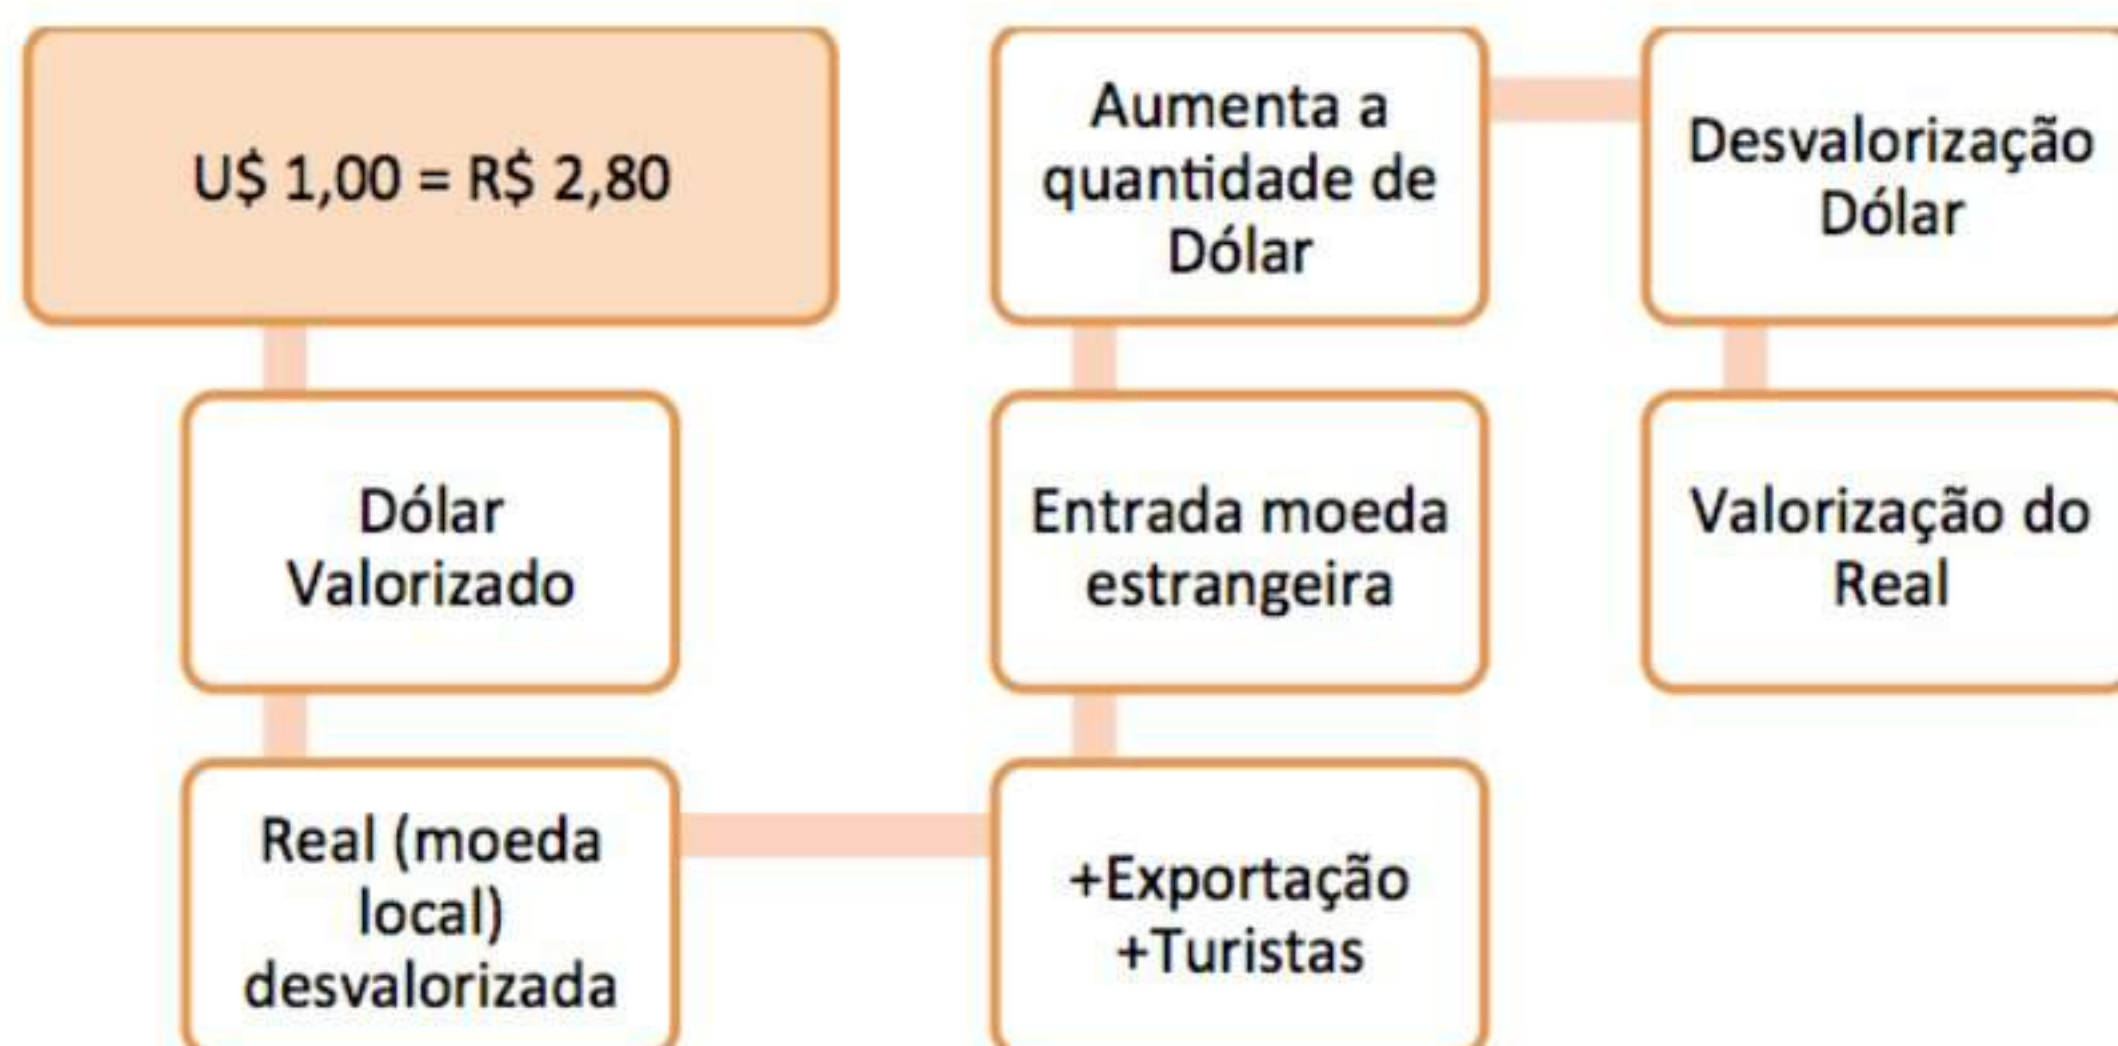 U$ 1,00 = R$ 2,80
Dólar
Valorizado
Real (moeda
local)
desvalorizada
+Exportação
+Turistas
Entrada moeda
estrangeira
Aumenta a
quantidade de
Dólar
Desvalorização
Dólar
Valorização do
Real